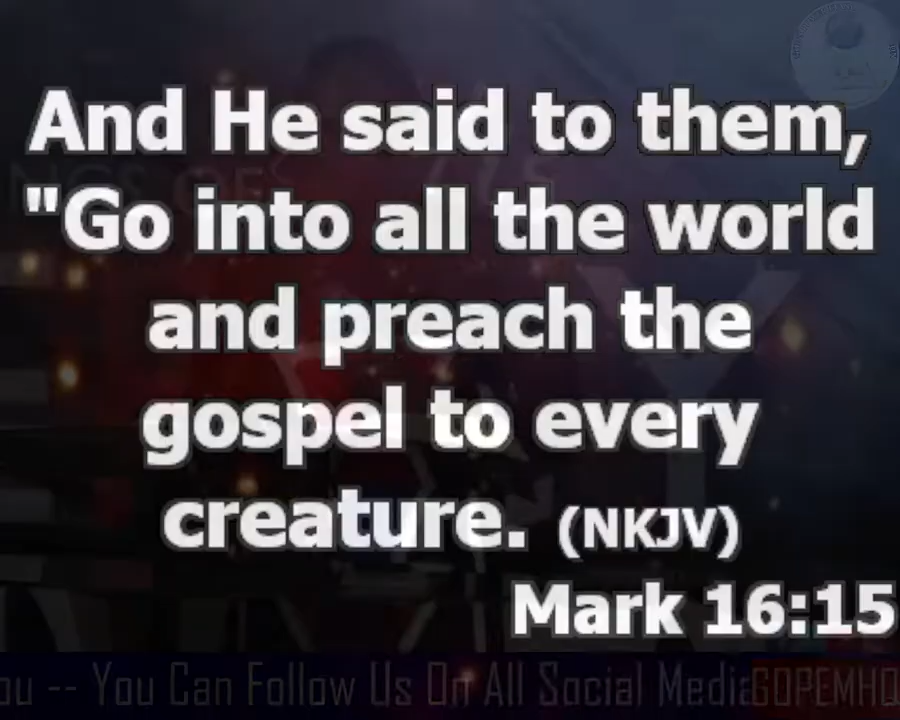 And He said to them,
"Go into all the world
and preach the
gospel to every
creature. (NKJV)
Mark 16:15
ou -- You Can Follow Us On All Social Media GOPEMHQ